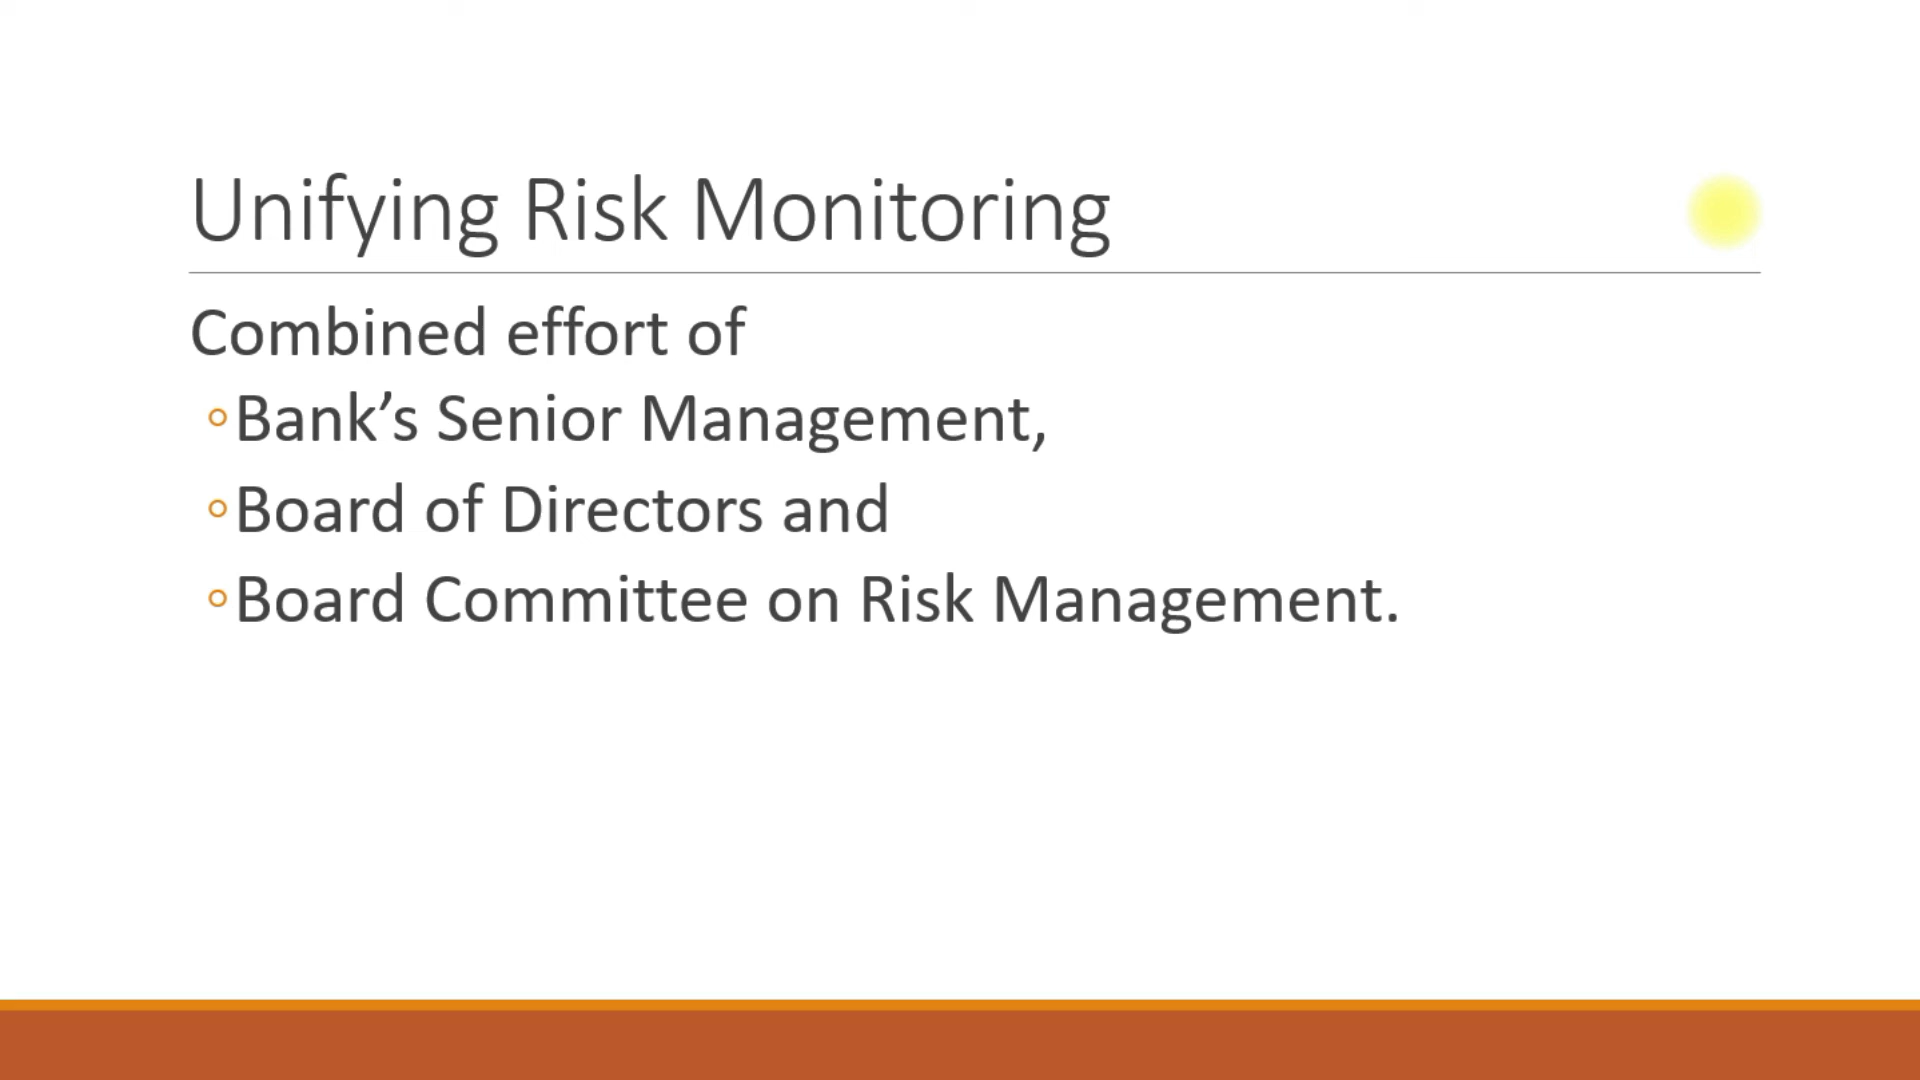 Unifying Risk Monitoring
Combined effort of
◦Bank’s Senior Management,
◦Board of Directors and
◦Board Committee on Risk Management.